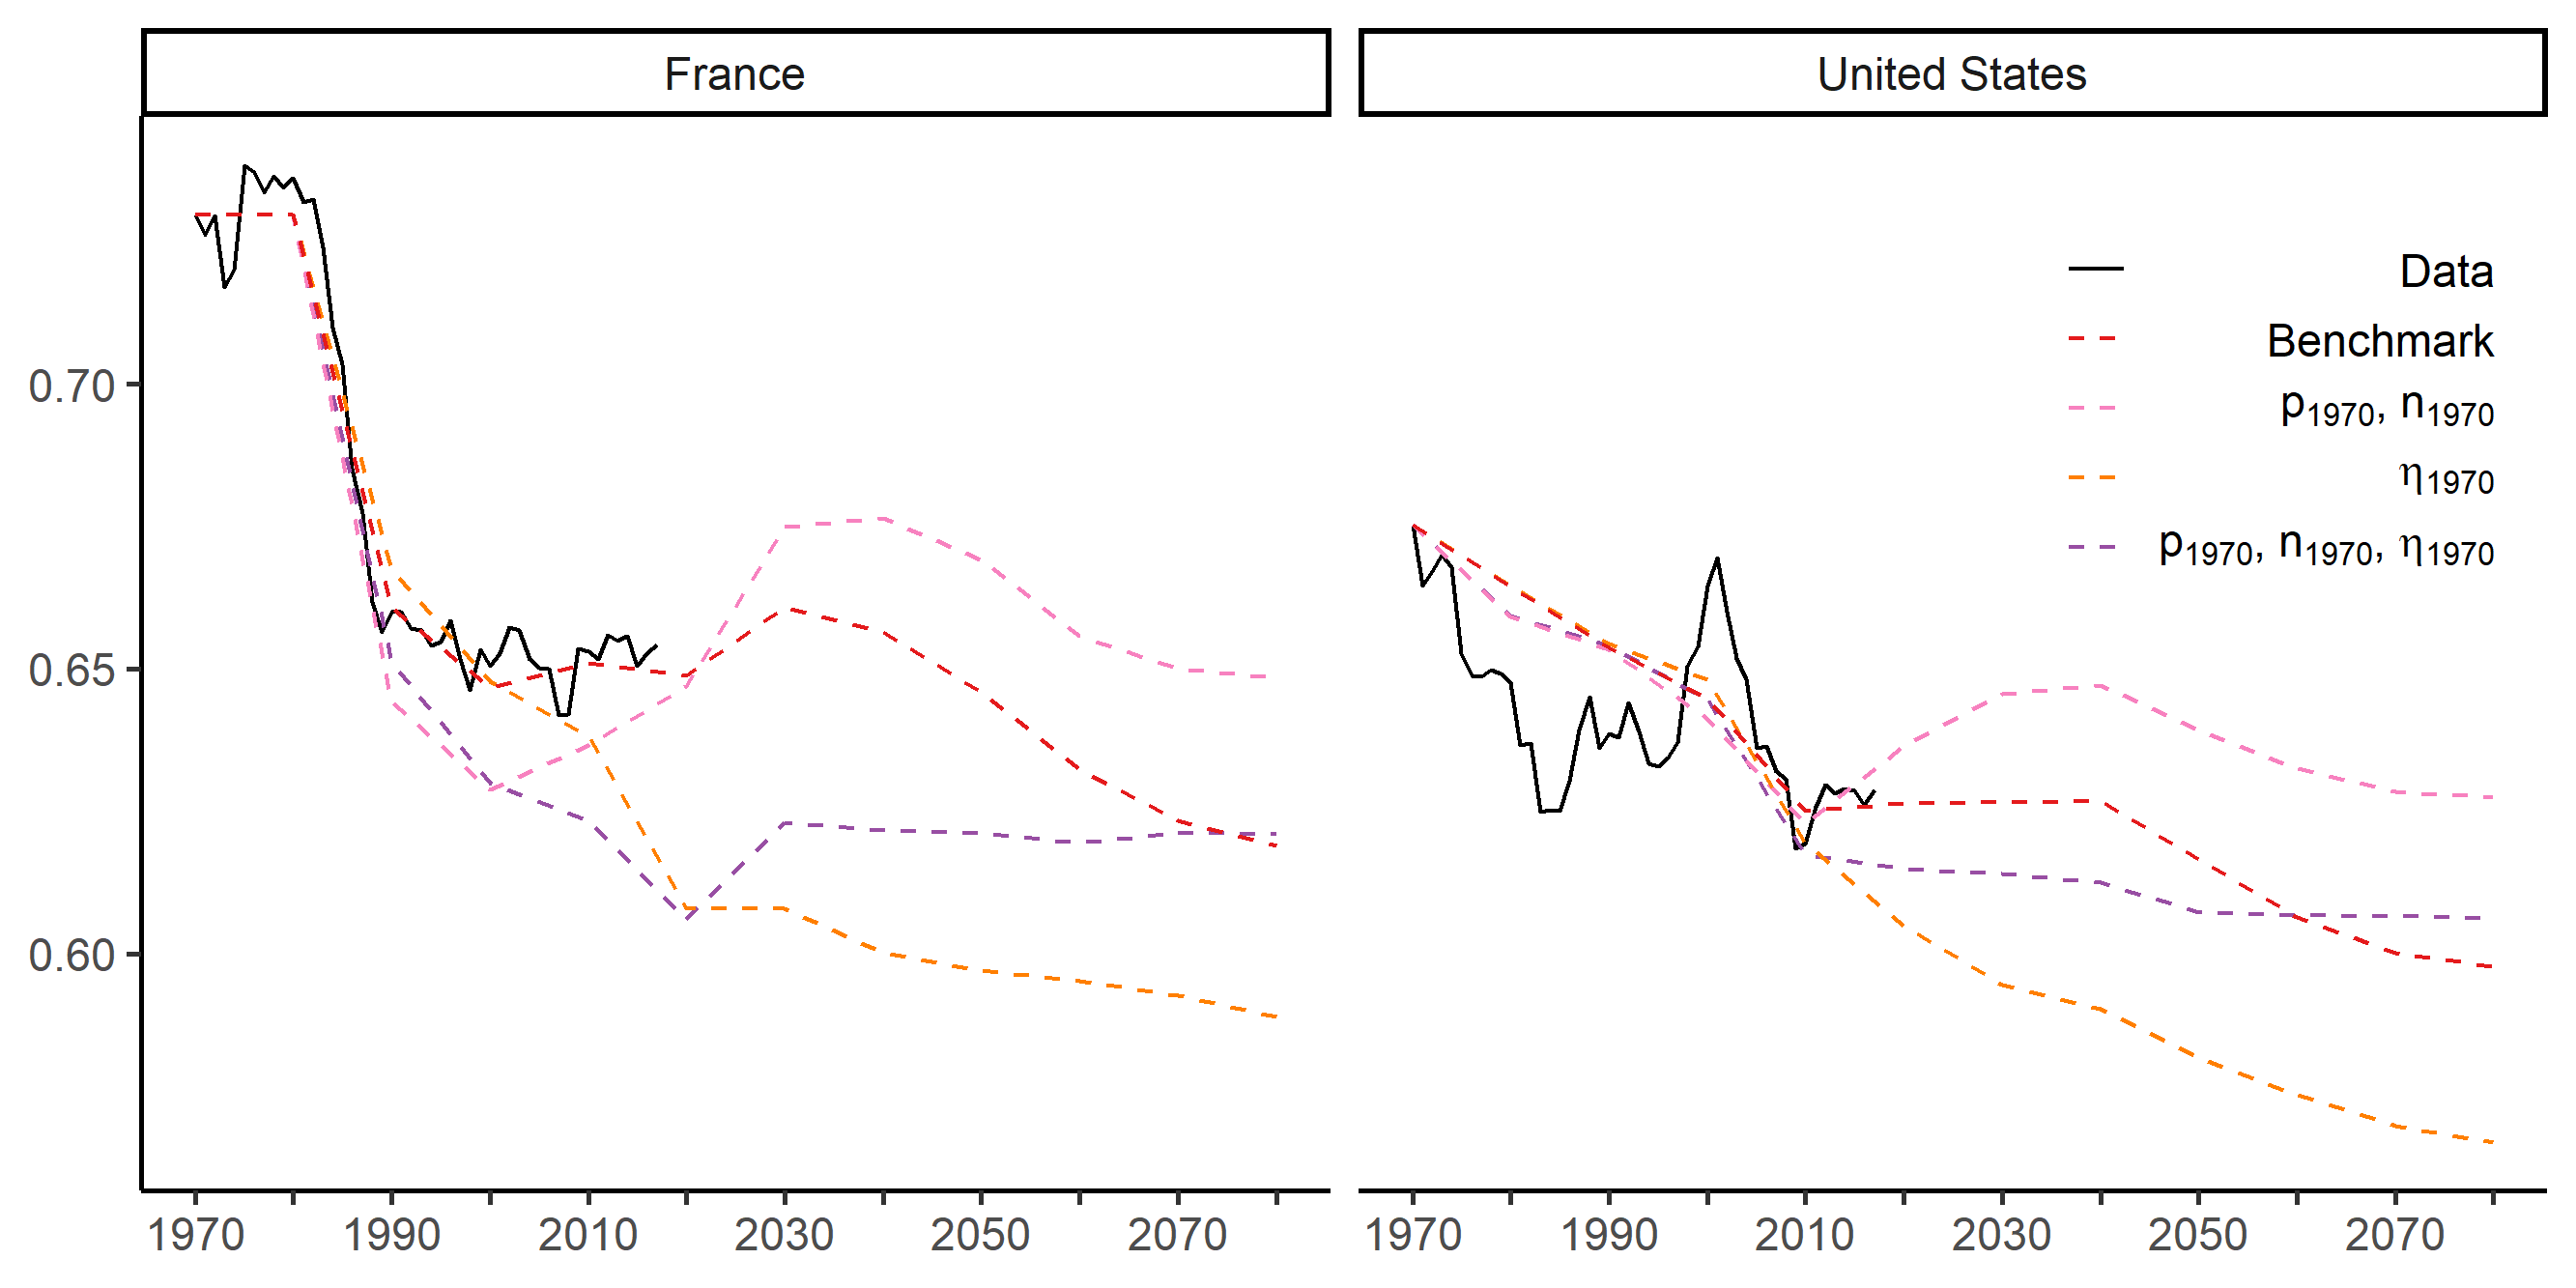 France
United States
Data
Benchmark
p₁₉₇₀, n₁₉₇₀
η₁₉₇₀
p₁₉₇₀, n₁₉₇₀, η₁₉₇₀
0.70
0.65
0.60
1970 1990 2010 2030 2050 2070
1970 1990 2010 2030 2050 2070